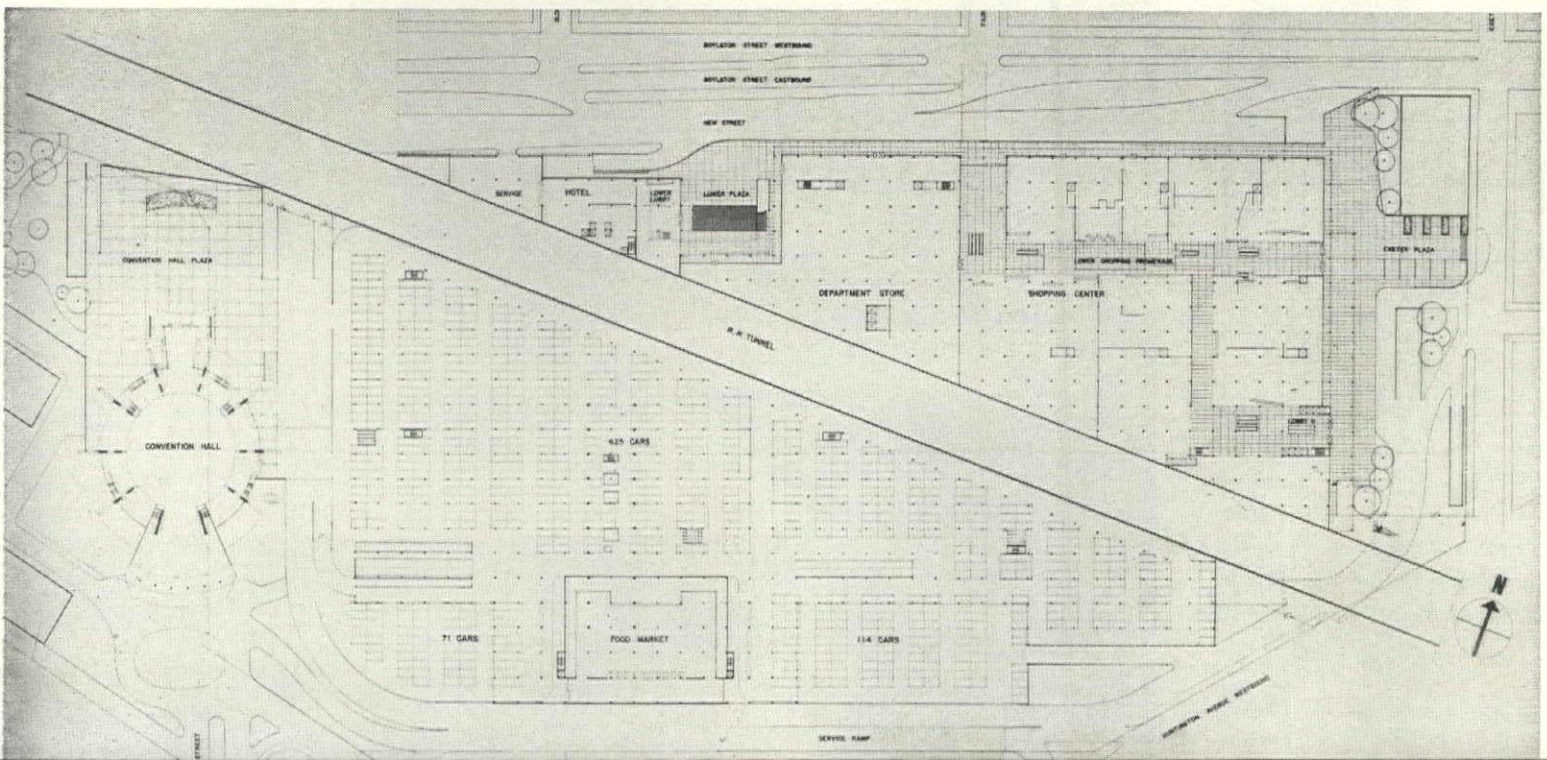 BOYLSTON STREET WESTBOUND
BOYLSTON STREET EASTBOUND
NEW STREET
SERVICE
HOTEL
LOWER
LOBBY
LOWER PLAZA
CONVENTION HALL PLAZA
EXETER PLAZA
LOWER SHOPPING PROMENADE
DEPARTMENT STORE
SHOPPING CENTER
R.R. TUNNEL
CONVENTION HALL
625 CARS
LOBBY
71 CARS
FOOD MARKET
114 CARS
N
HUNTINGTON AVENUE WESTBOUND
SERVICE RAMP
STREET